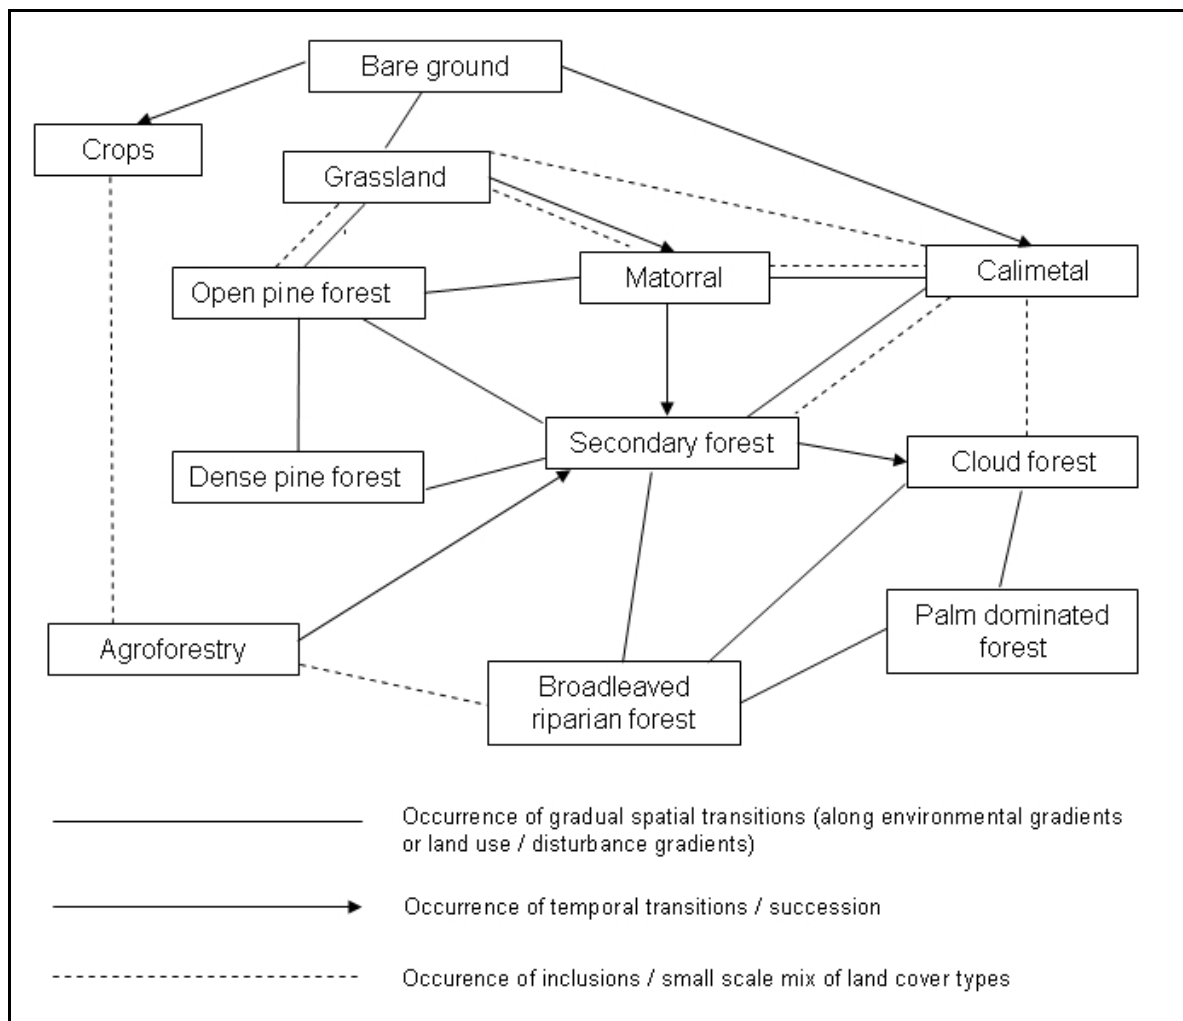 Bare ground
Crops
Grassland
Calimetal
Matorral
Open pine forest
Secondary forest
Cloud forest
Dense pine forest
Palm dominated
forest
Agroforestry
Broadleaved
riparian forest
Occurrence of gradual spatial transitions (along environmental gradients
or land use / disturbance gradients)
Occurrence of temporal transitions / succession
Occurence of inclusions / small scale mix of land cover types